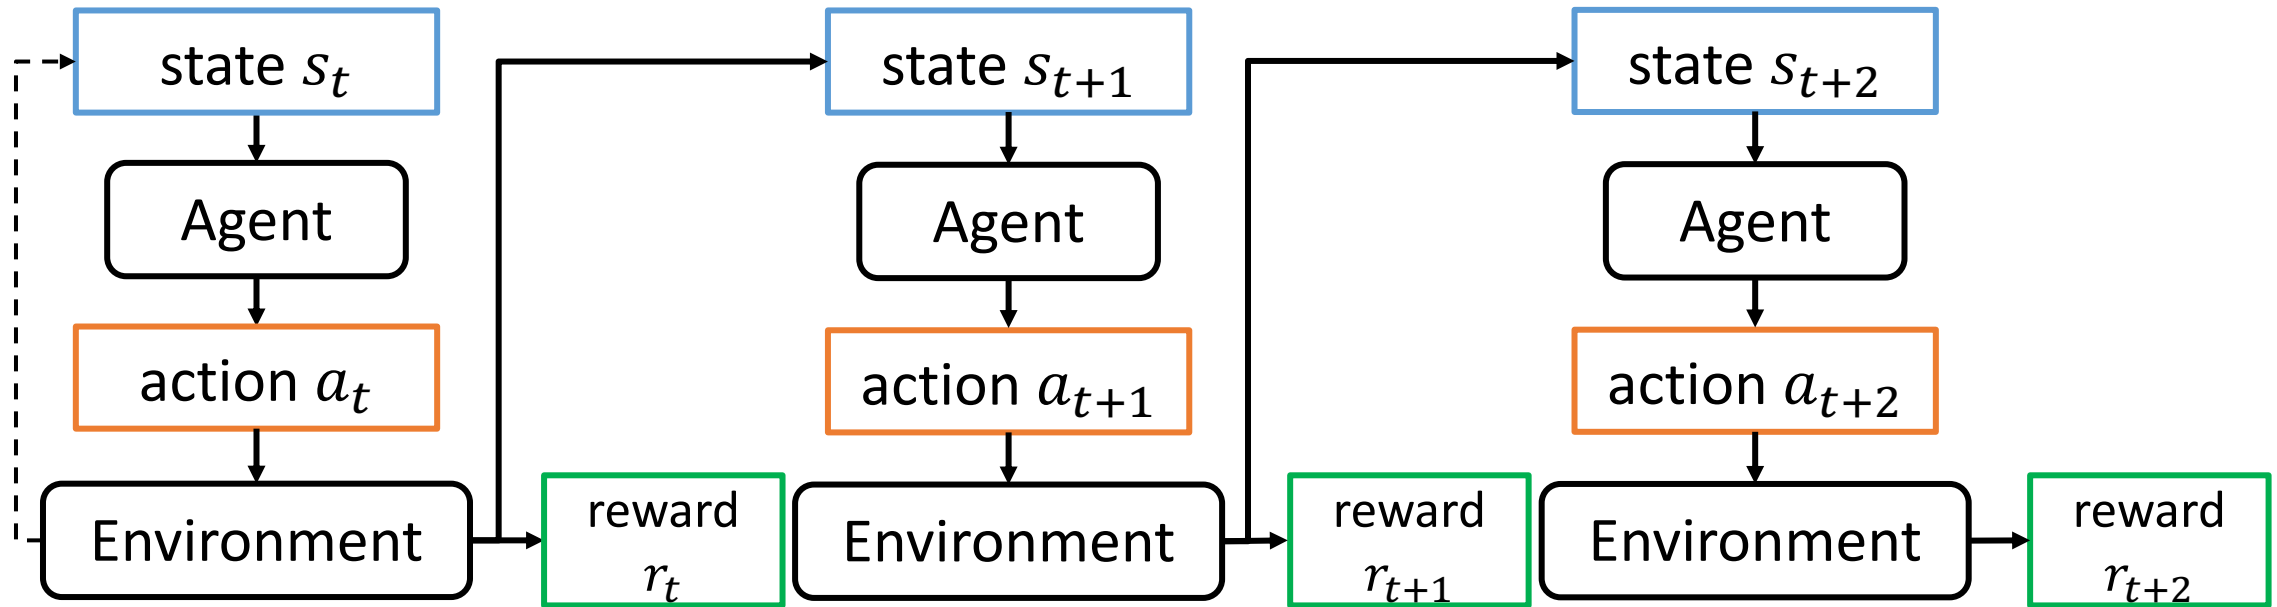 state s_t
Agent
action a_t
Environment
reward
r_t
state s_{t+1}
Agent
action a_{t+1}
Environment
reward
r_{t+1}
state s_{t+2}
Agent
action a_{t+2}
Environment
reward
r_{t+2}